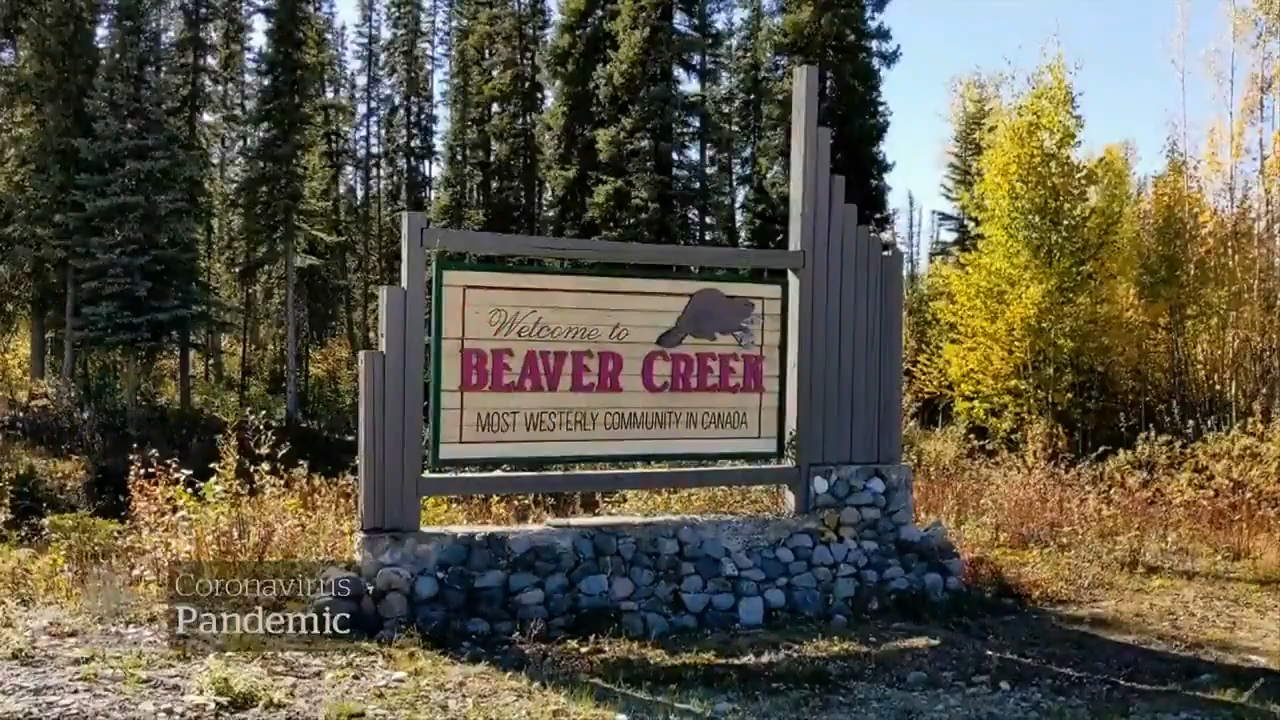 Welcome to
BEAVER CREEK
MOST WESTERLY COMMUNITY IN CANADA
Coronavirus
Pandemic